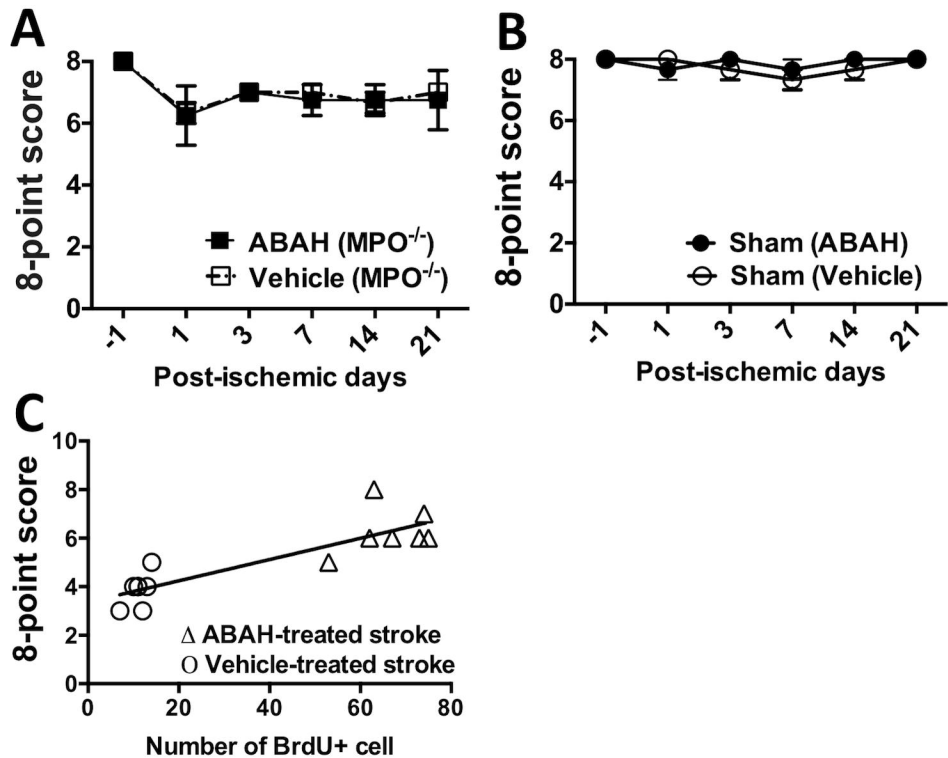 A
8-point score
8
6
4
2
0
ABAH (MPO-/-)
Vehicle (MPO-/-)
-1 1 3 7 14 21
Post-ischemic days
B
8-point score
8
6
4
2
0
Sham (ABAH)
Sham (Vehicle)
-1 1 3 7 14 21
Post-ischemic days
C
8-point score
10
8
6
4
2
0
Δ ABAH-treated stroke
O Vehicle-treated stroke
0 20 40 60 80
Number of BrdU+ cell